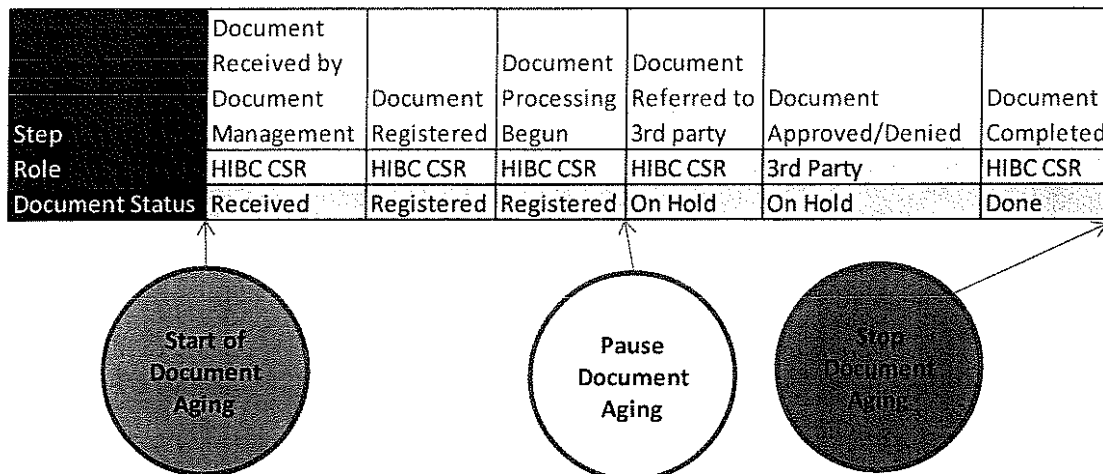 Document
Received by Document Document
Document Document Processing Referred to Document Document
Step Management Registered Begun 3rd party Approved/Denied Completed
Role HIBC CSR HIBC CSR HIBC CSR HIBC CSR 3rd Party HIBC CSR
Document Status Received Registered Registered On Hold On Hold Done
Start of
Document
Aging
Pause
Document
Aging
Stop
Document
Aging